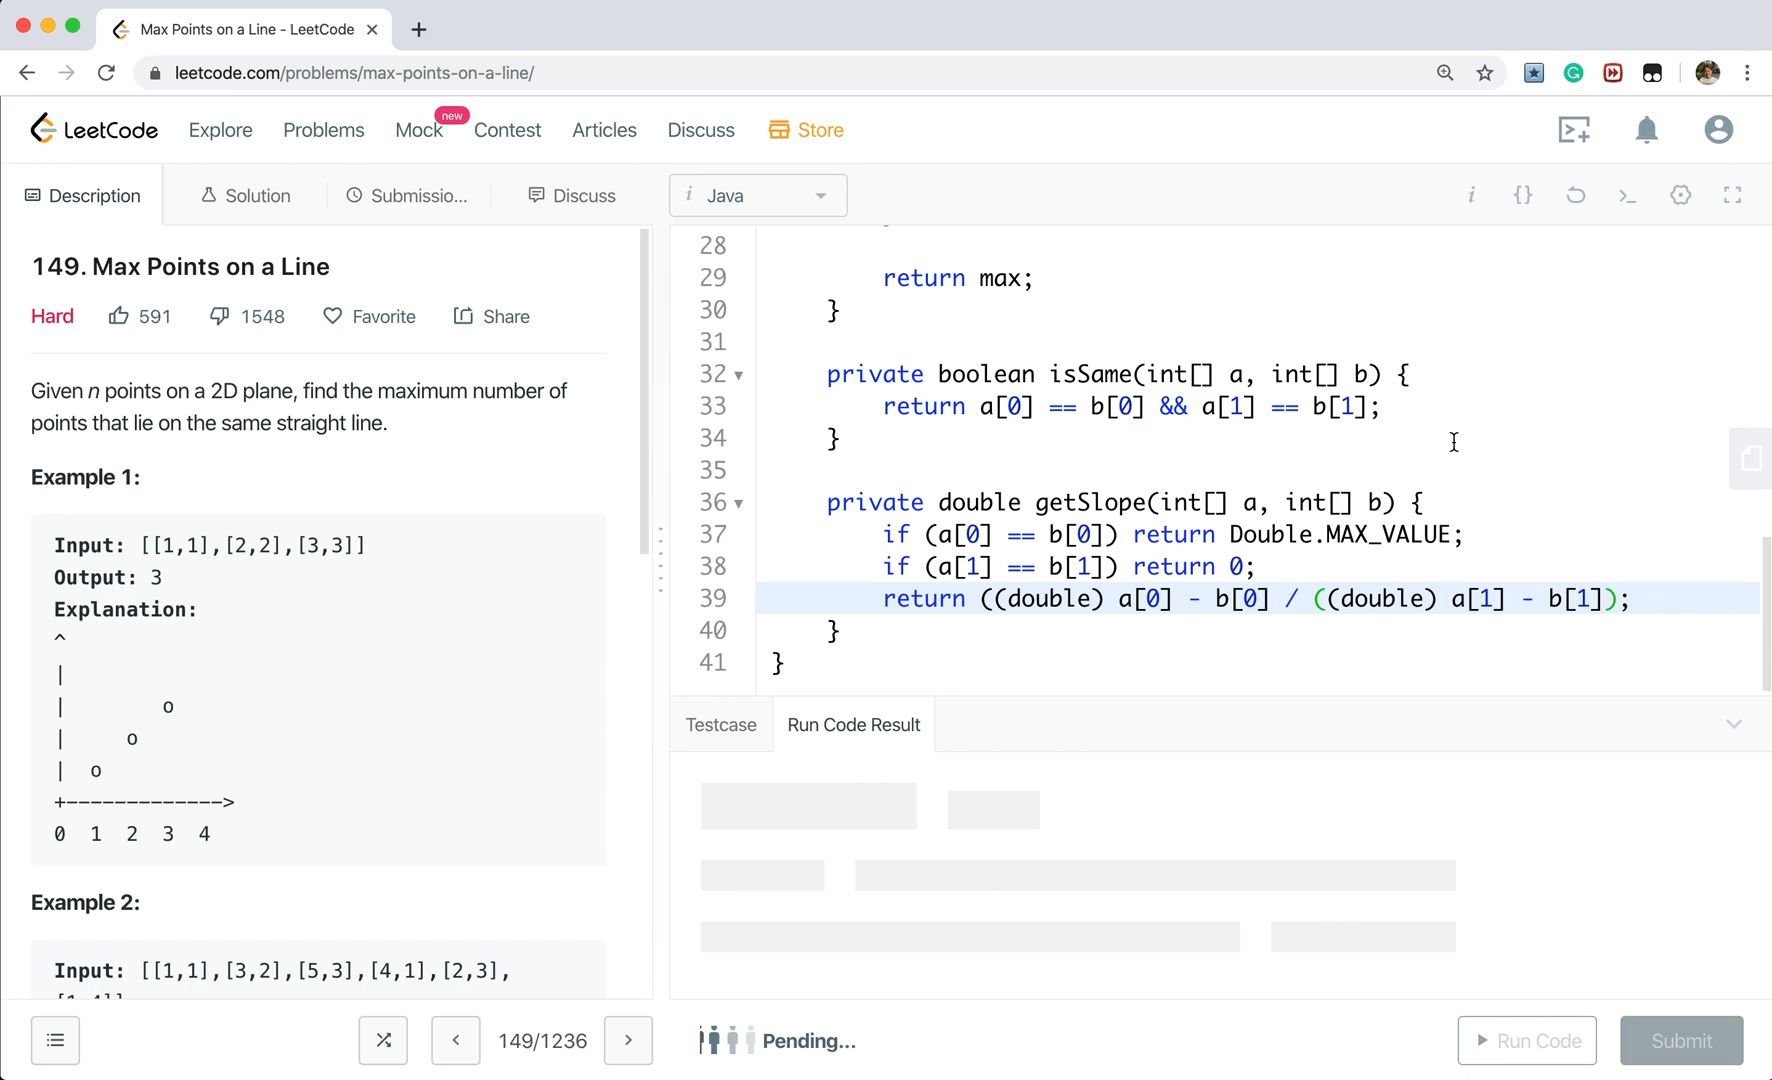 Max Points on a Line - LeetCode
leetcode.com/problems/max-points-on-a-line/
LeetCode
Explore
Problems
Mock
new
Contest
Articles
Discuss
Store
Description
Solution
Submissio...
Discuss
i Java
149. Max Points on a Line
Hard 591 1548 Favorite Share
Given n points on a 2D plane, find the maximum number of
points that lie on the same straight line.
Example 1:
Input: [[1,1],[2,2],[3,3]]
Output: 3
Explanation:
^
|
| o
| o
| o
+------------->
0 1 2 3 4
Example 2:
Input: [[1,1],[3,2],[5,3],[4,1],[2,3],
[1,4]]
149/1236
28
29 return max;
30 }
31
32 private boolean isSame(int[] a, int[] b) {
33 return a[0] == b[0] && a[1] == b[1];
34 }
35
36 private double getSlope(int[] a, int[] b) {
37 if (a[0] == b[0]) return Double.MAX_VALUE;
38 if (a[1] == b[1]) return 0;
39 return ((double) a[0] - b[0] / ((double) a[1] - b[1]);
40 }
41 }
Testcase
Run Code Result
Pending...
Run Code
Submit